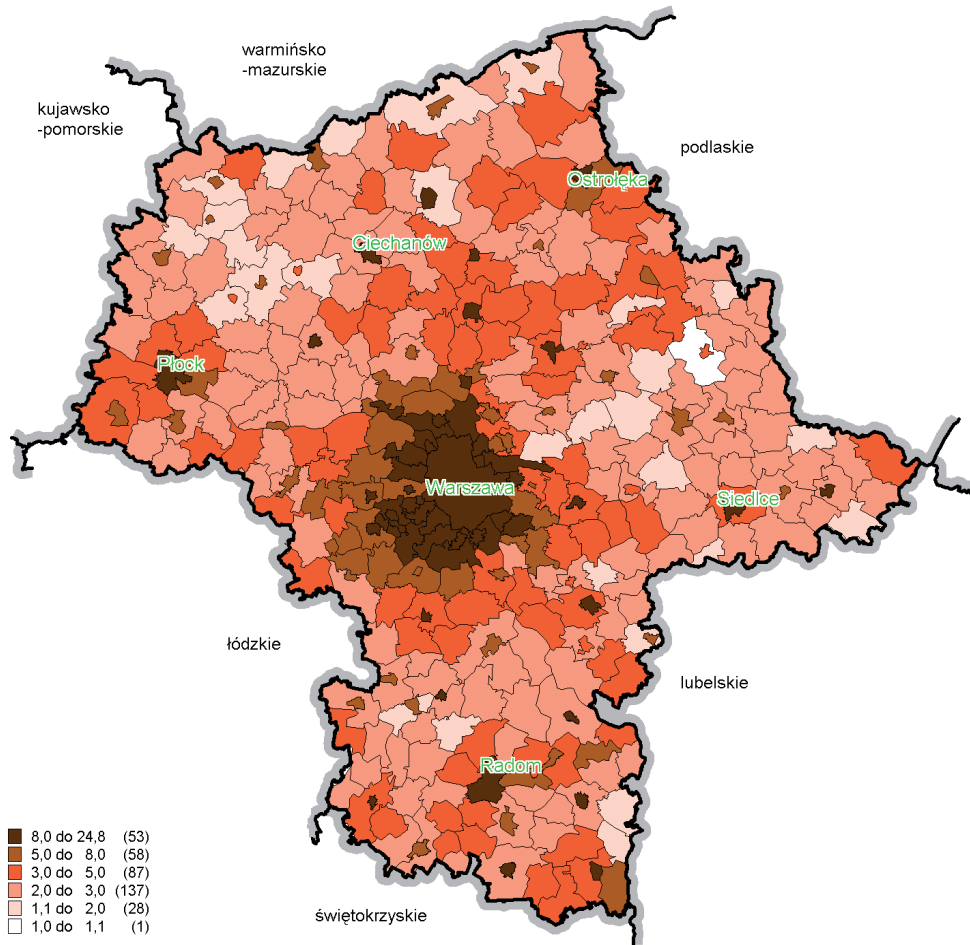 warmińsko
-mazurskie
kujawsko
-pomorskie
podlaskie
Ostrołęka
Ciechanów
Płock
Warszawa
Siedlce
łódzkie
lubelskie
Radom
świętokrzyskie
8,0 do 24,8 (53)
5,0 do 8,0 (58)
3,0 do 5,0 (87)
2,0 do 3,0 (137)
1,1 do 2,0 (28)
1,0 do 1,1 (1)